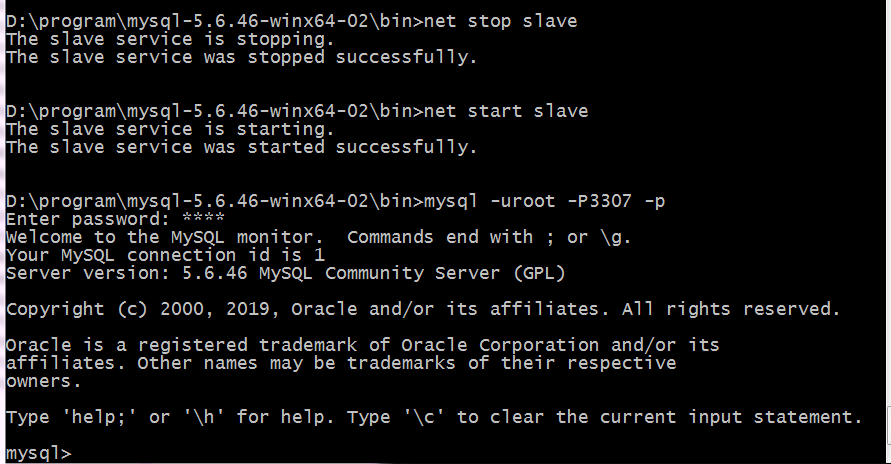 D:\program\mysql-5.6.46-winx64-02\bin>net stop slave
The slave service is stopping.
The slave service was stopped successfully.
D:\program\mysql-5.6.46-winx64-02\bin>net start slave
The slave service is starting.
The slave service was started successfully.
D:\program\mysql-5.6.46-winx64-02\bin>mysql -uroot -P3307 -p
Enter password: ****
Welcome to the MySQL monitor.  Commands end with ; or \g.
Your MySQL connection id is 1
Server version: 5.6.46 MySQL Community Server (GPL)
Copyright (c) 2000, 2019, Oracle and/or its affiliates. All rights reserved.
Oracle is a registered trademark of Oracle Corporation and/or its
affiliates. Other names may be trademarks of their respective
owners.
Type 'help;' or '\h' for help. Type '\c' to clear the current input statement.
mysql>